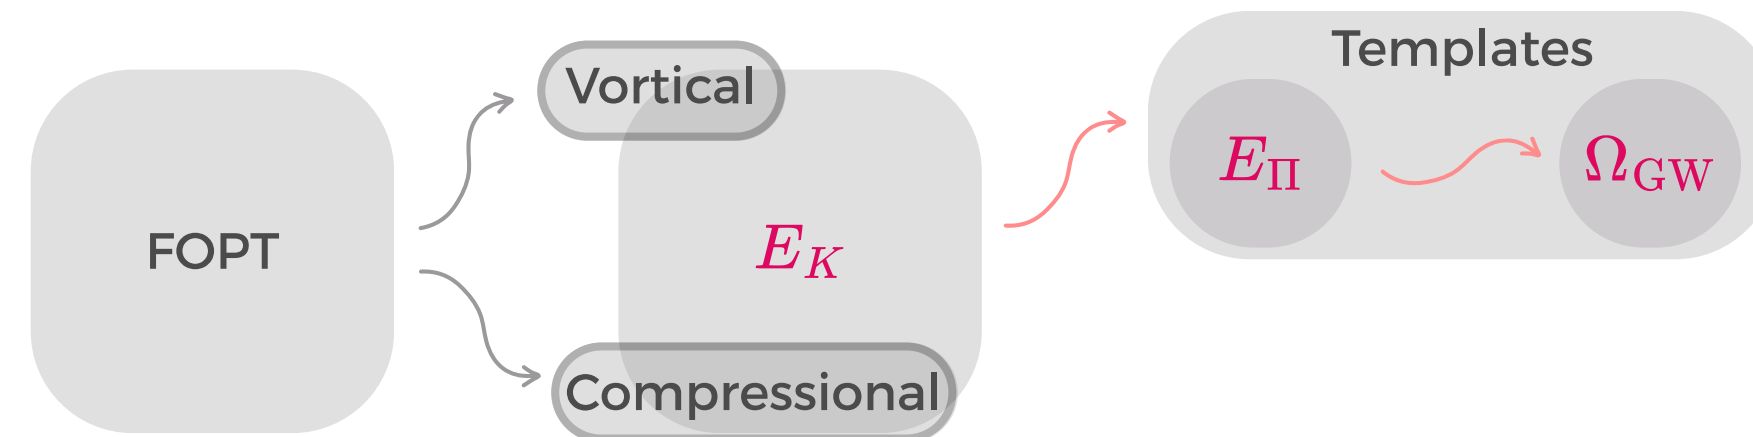 FOPT
Vortical
E_K
Compressional
Templates
E_Π
Ω_GW